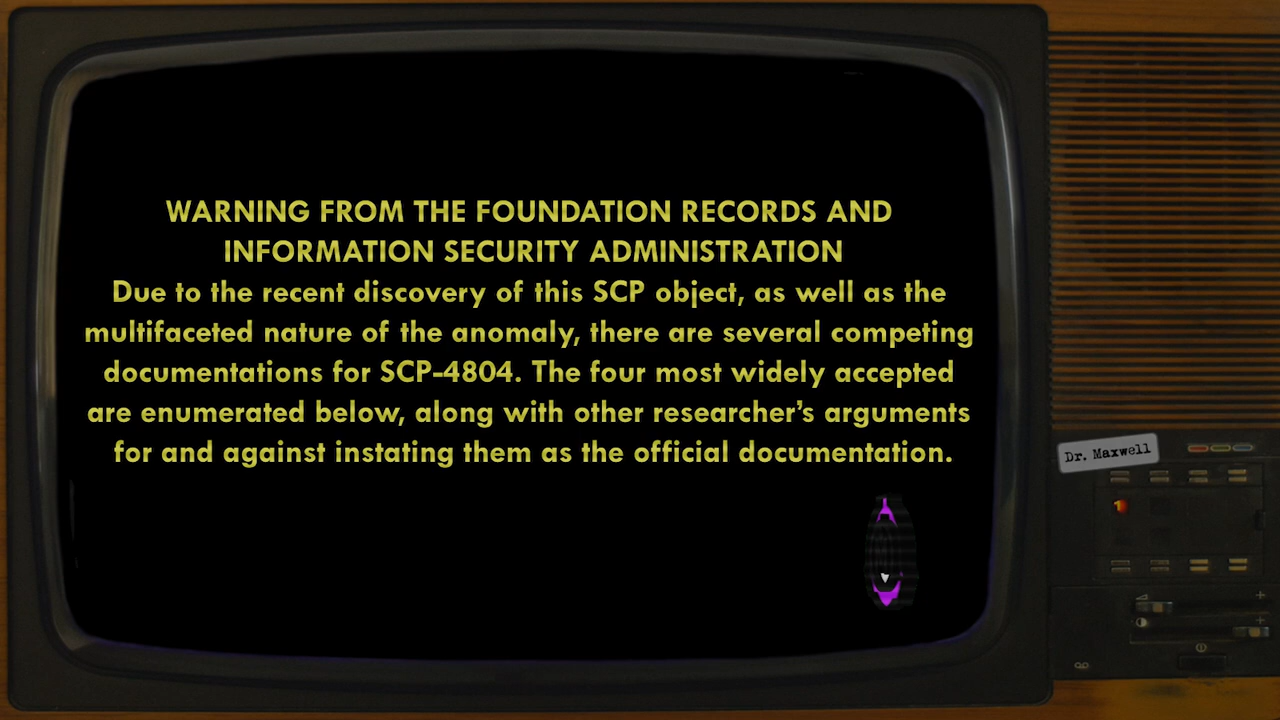 WARNING FROM THE FOUNDATION RECORDS AND
INFORMATION SECURITY ADMINISTRATION
Due to the recent discovery of this SCP object, as well as the
multifaceted nature of the anomaly, there are several competing
documentations for SCP-4804. The four most widely accepted
are enumerated below, along with other researcher’s arguments
for and against instating them as the official documentation.
Dr. Maxwell
1